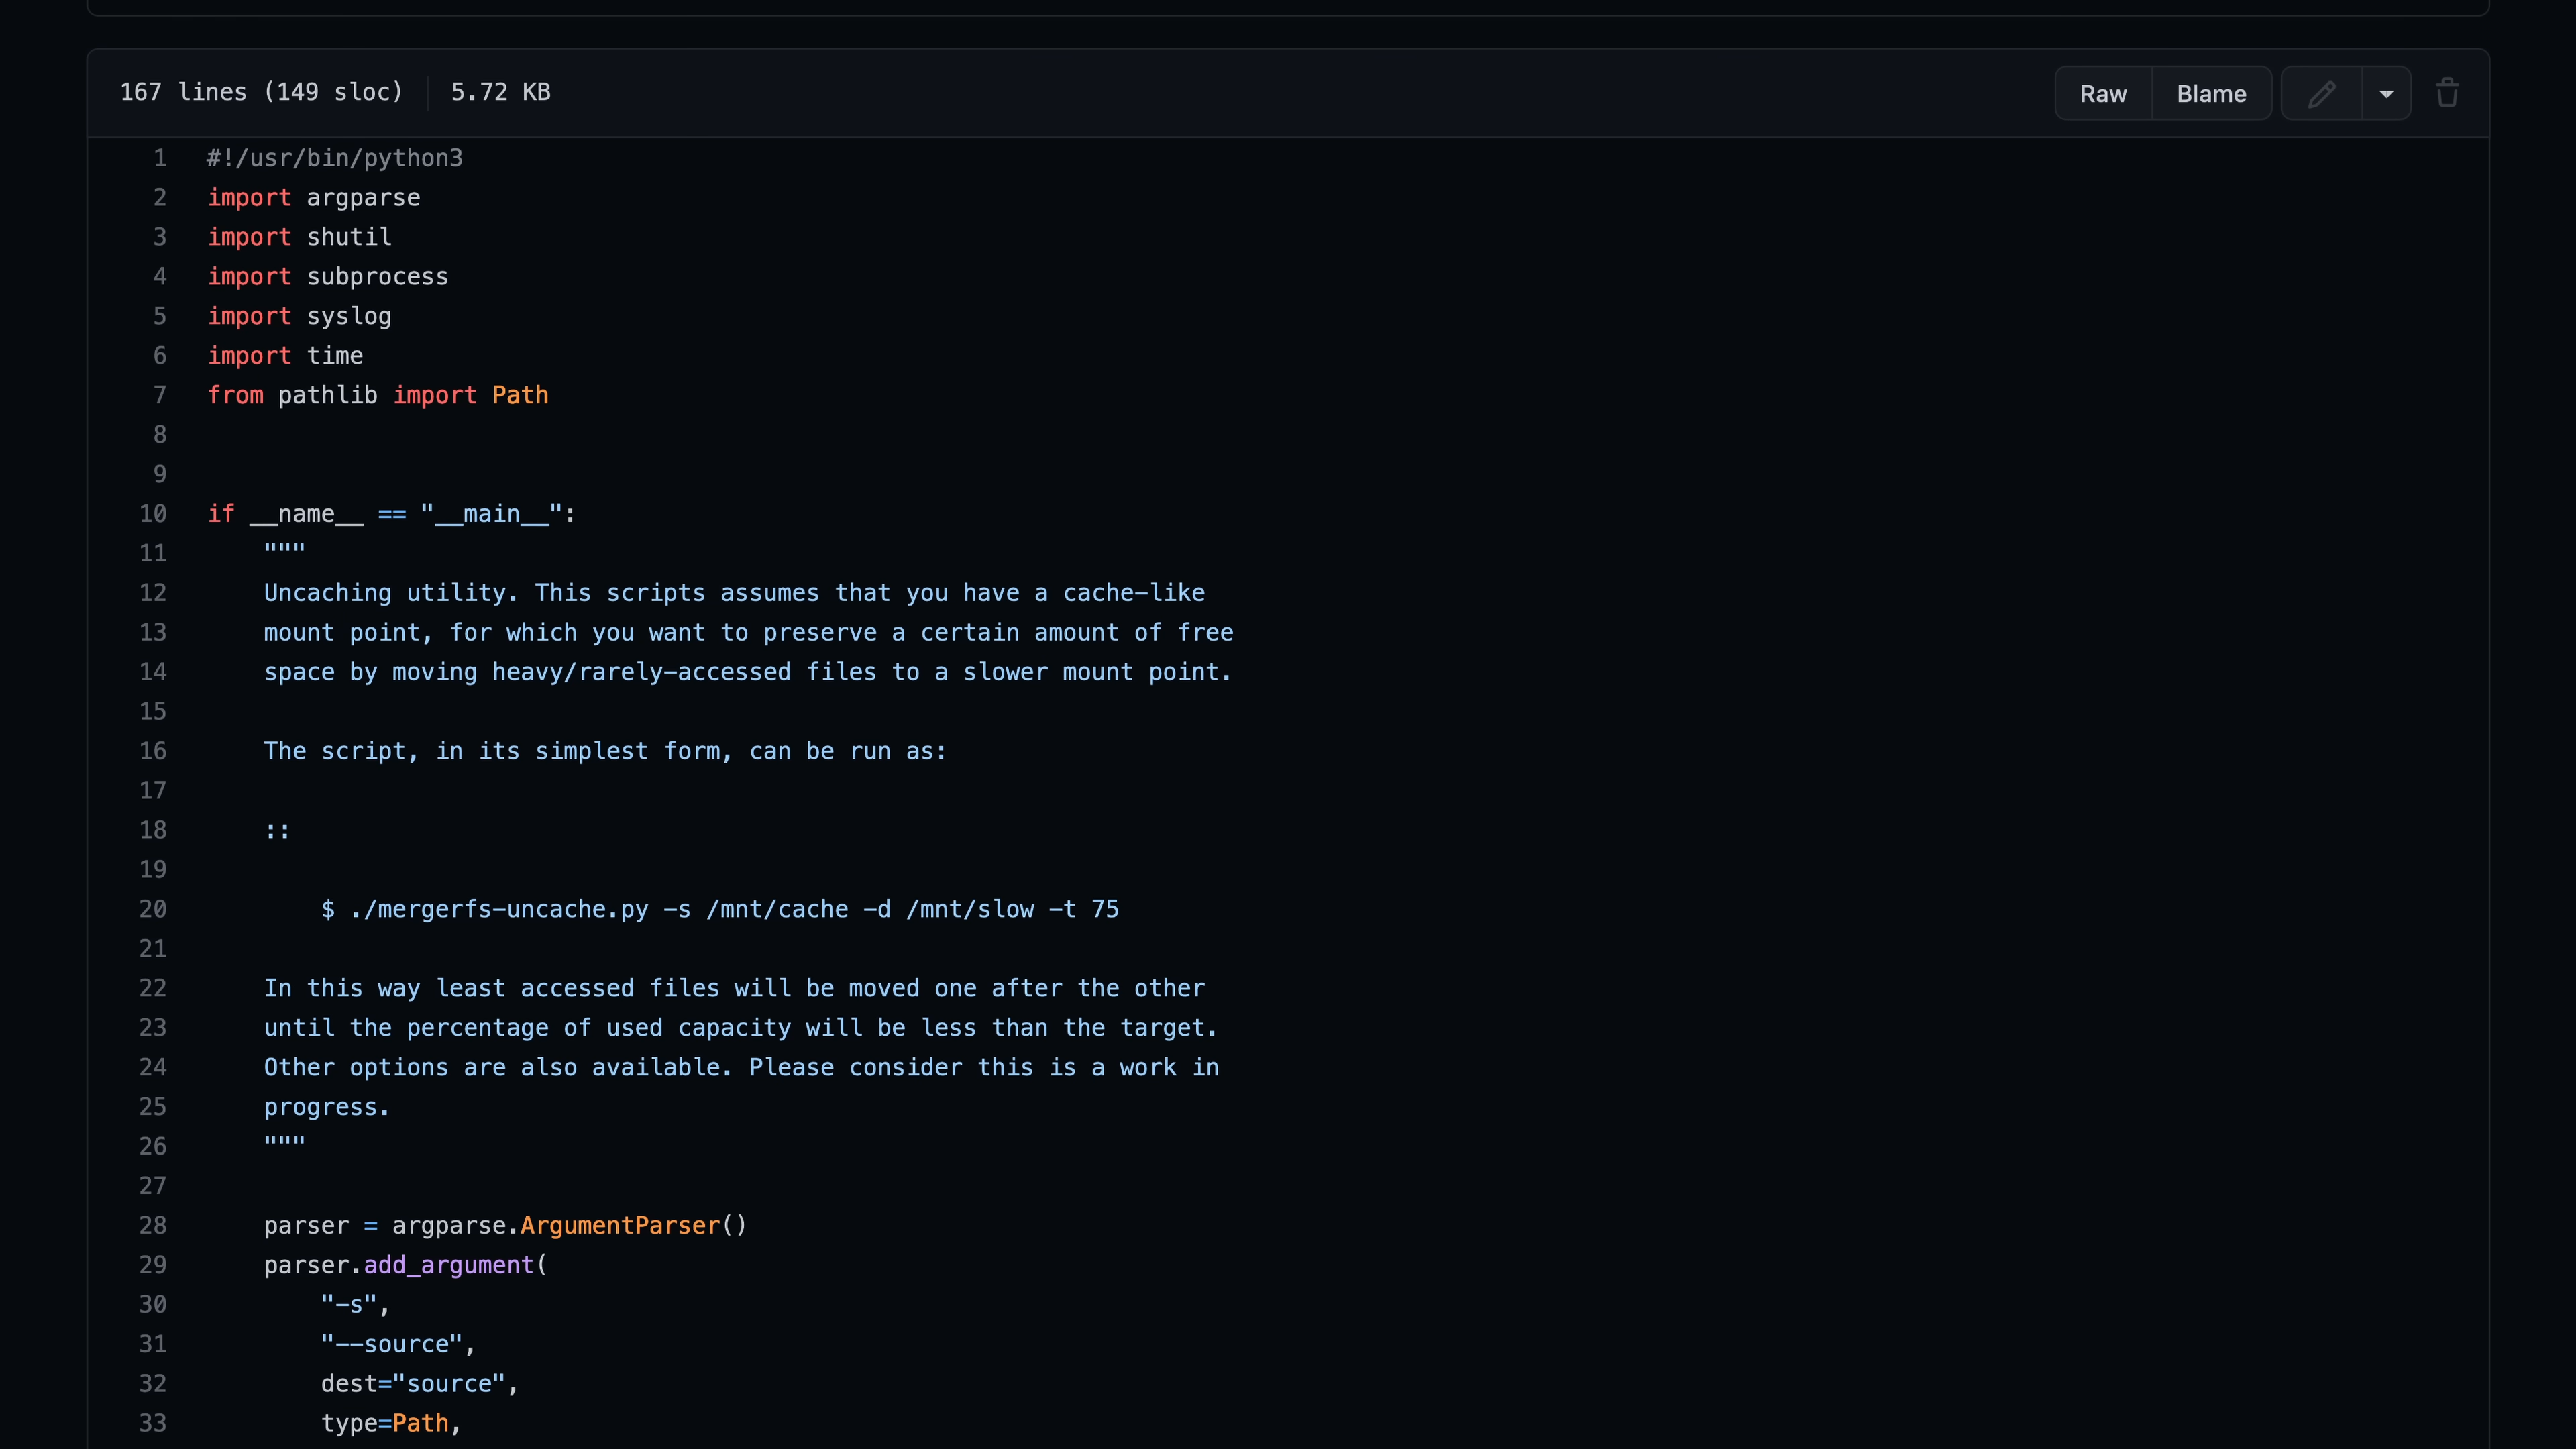 167 lines (149 sloc) 5.72 KB Raw Blame
1 #!/usr/bin/python3
2 import argparse
3 import shutil
4 import subprocess
5 import syslog
6 import time
7 from pathlib import Path
8
9
10 if __name__ == "__main__":
11 """
12 Uncaching utility. This scripts assumes that you have a cache-like
13 mount point, for which you want to preserve a certain amount of free
14 space by moving heavy/rarely-accessed files to a slower mount point.
15
16 The script, in its simplest form, can be run as:
17
18 ::
19
20 $ ./mergerfs-uncache.py -s /mnt/cache -d /mnt/slow -t 75
21
22 In this way least accessed files will be moved one after the other
23 until the percentage of used capacity will be less than the target.
24 Other options are also available. Please consider this is a work in
25 progress.
26 """
27
28 parser = argparse.ArgumentParser()
29 parser.add_argument(
30 "-s",
31 "--source",
32 dest="source",
33 type=Path,